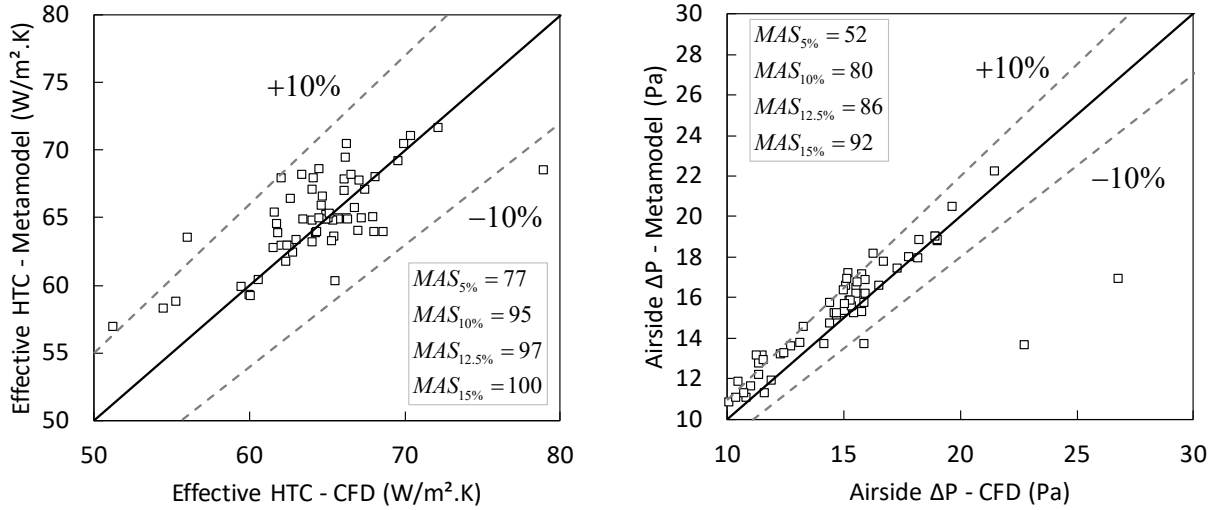 Effective HTC - Metamodel (W/m².K)
80
75
70
65
60
55
50
+10%
−10%
MAS5% = 77
MAS10% = 95
MAS12.5% = 97
MAS15% = 100
50 60 70 80
Effective HTC - CFD (W/m².K)
Airside ΔP - Metamodel (Pa)
30
28
26
24
22
20
18
16
14
12
10
MAS5% = 52
MAS10% = 80
MAS12.5% = 86
MAS15% = 92
+10%
−10%
10 15 20 25 30
Airside ΔP - CFD (Pa)